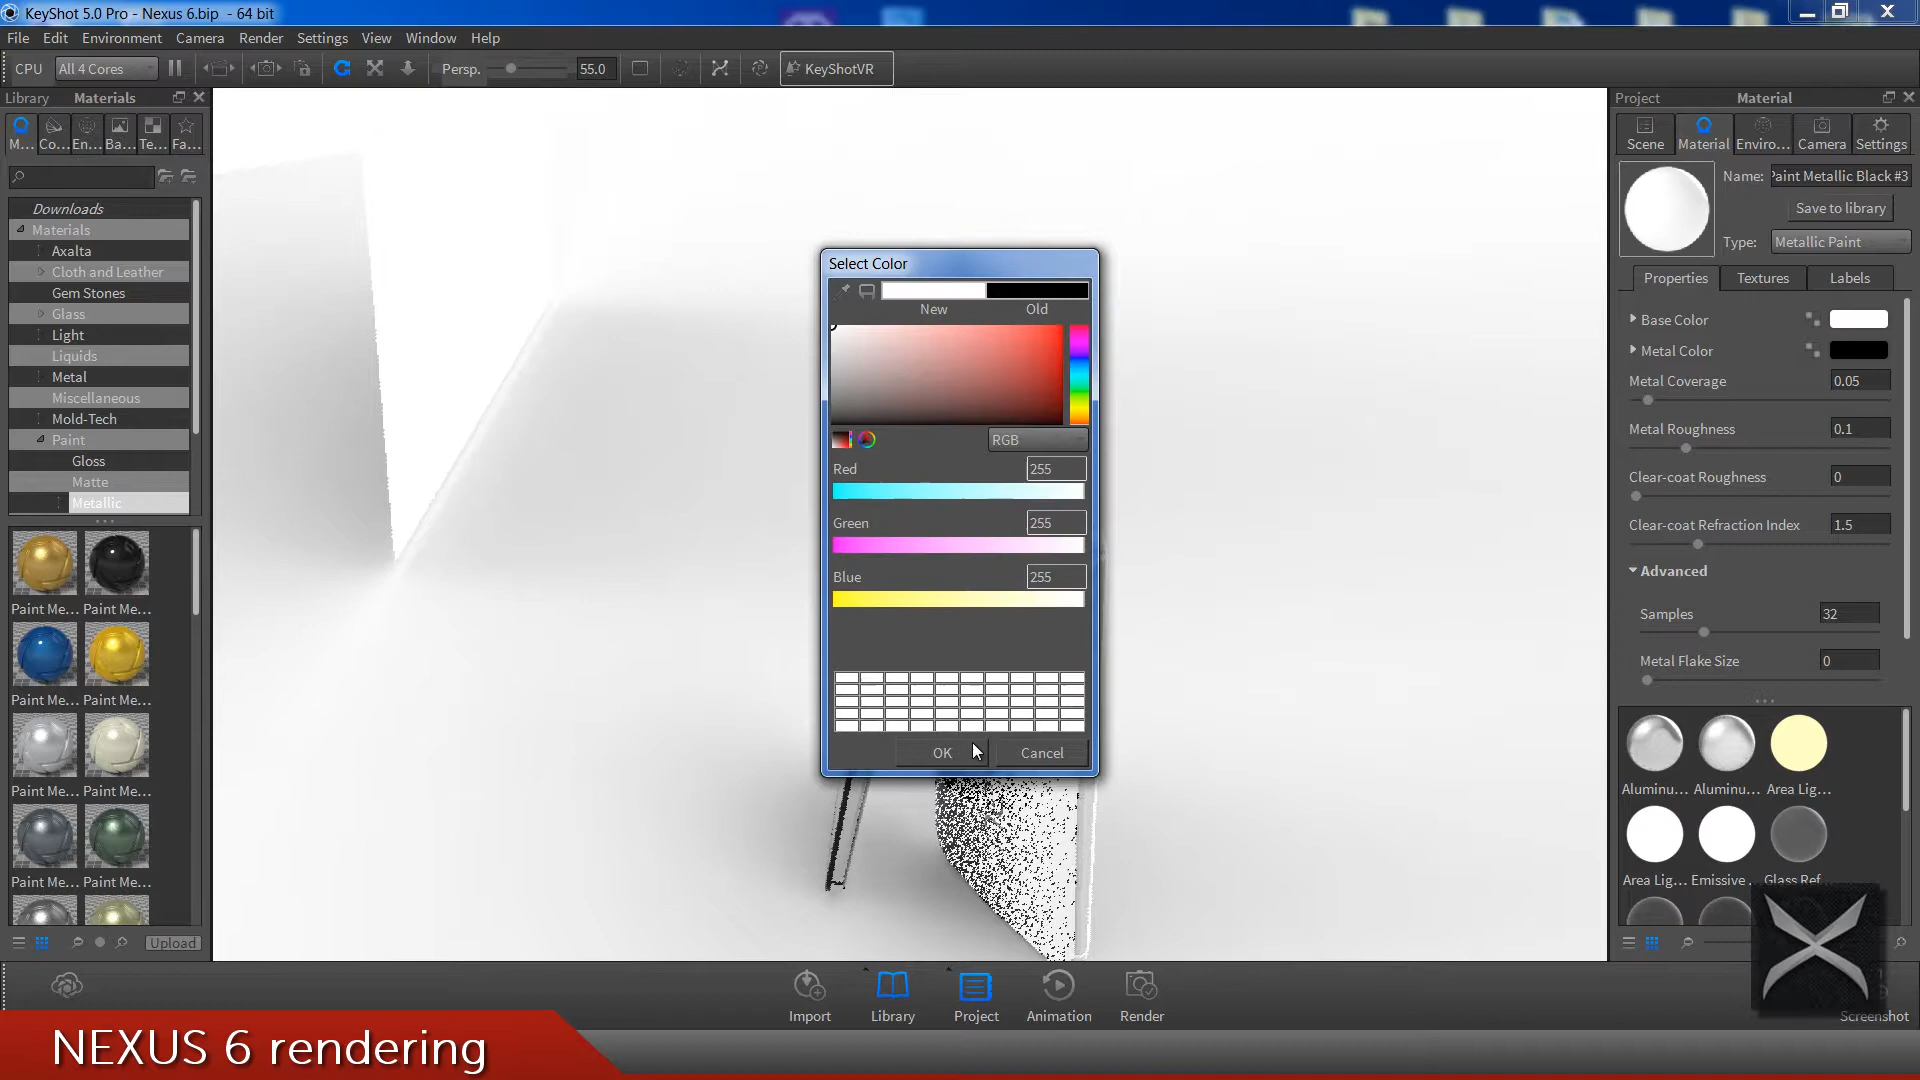 KeyShot 5.0 Pro - Nexus 6.bip - 64 bit
File Edit Environment Camera Render Settings View Window Help
CPU All 4 Cores Persp. 55.0 KeyShotVR
Library Materials
M... Co... En... Ba... Te... Fa...
Downloads
Materials
Axalta
Cloth and Leather
Gem Stones
Glass
Light
Liquids
Metal
Miscellaneous
Mold-Tech
Paint
Gloss
Matte
Metallic
Paint Me... Paint Me...
Paint Me... Paint Me...
Paint Me... Paint Me...
Paint Me... Paint Me...
Upload
Select Color
New Old
RGB
Red 255
Green 255
Blue 255
OK Cancel
Project Material
Scene Material Enviro... Camera Settings
Name: Paint Metallic Black #3
Save to library
Type: Metallic Paint
Properties Textures Labels
Base Color
Metal Color
Metal Coverage 0.05
Metal Roughness 0.1
Clear-coat Roughness 0
Clear-coat Refraction Index 1.5
Advanced
Samples 32
Metal Flake Size 0
Aluminu... Aluminu... Area Lig...
Area Lig... Emissive Glass Ref
Import Library Project Animation Render Screenshot
NEXUS 6 rendering